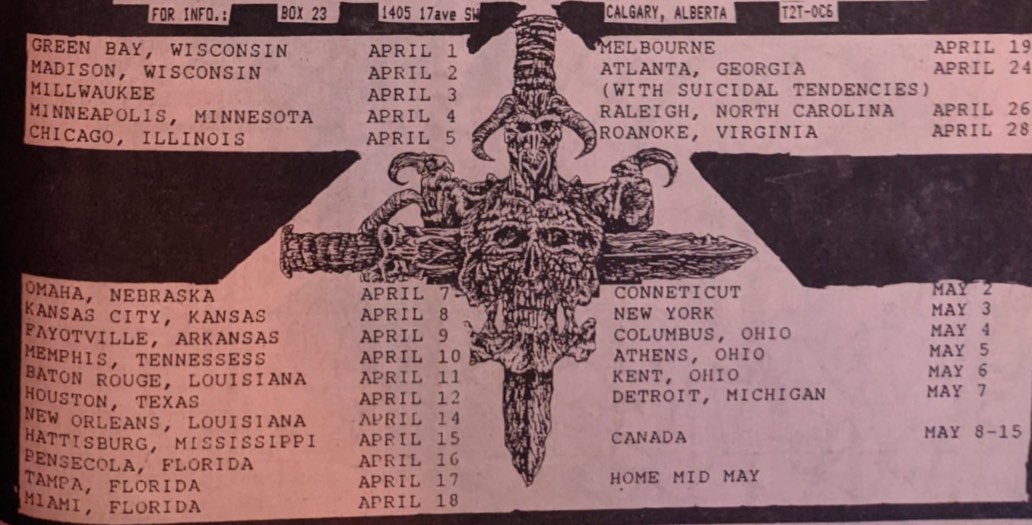 FOR INFO.: BOX 23 1405 17ave SW CALGARY, ALBERTA T2T-0C6
GREEN BAY, WISCONSIN APRIL 1
MADISON, WISCONSIN APRIL 2
MILLWAUKEE APRIL 3
MINNEAPOLIS, MINNESOTA APRIL 4
CHICAGO, ILLINOIS APRIL 5
OMAHA, NEBRASKA APRIL 7
KANSAS CITY, KANSAS APRIL 8
FAYOTVILLE, ARKANSAS APRIL 9
MEMPHIS, TENNESSESS APRIL 10
BATON ROUGE, LOUISIANA APRIL 11
HOUSTON, TEXAS APRIL 12
NEW ORLEANS, LOUISIANA APRIL 14
HATTISBURG, MISSISSIPPI APRIL 15
PENSECOLA, FLORIDA APRIL 16
TAMPA, FLORIDA APRIL 17
MIAMI, FLORIDA APRIL 18
MELBOURNE APRIL 19
ATLANTA, GEORGIA APRIL 24
(WITH SUICIDAL TENDENCIES)
RALEIGH, NORTH CAROLINA APRIL 26
ROANOKE, VIRGINIA APRIL 28
CONNETICUT MAY 2
NEW YORK MAY 3
COLUMBUS, OHIO MAY 4
ATHENS, OHIO MAY 5
KENT, OHIO MAY 6
DETROIT, MICHIGAN MAY 7
CANADA MAY 8-15
HOME MID MAY